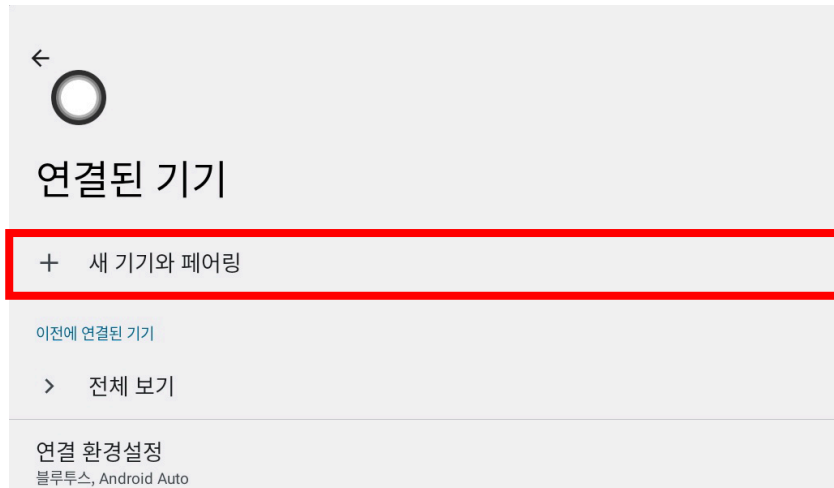 연결된 기기
새 기기와 페어링
이전에 연결된 기기
전체 보기
연결 환경설정
블루투스, Android Auto